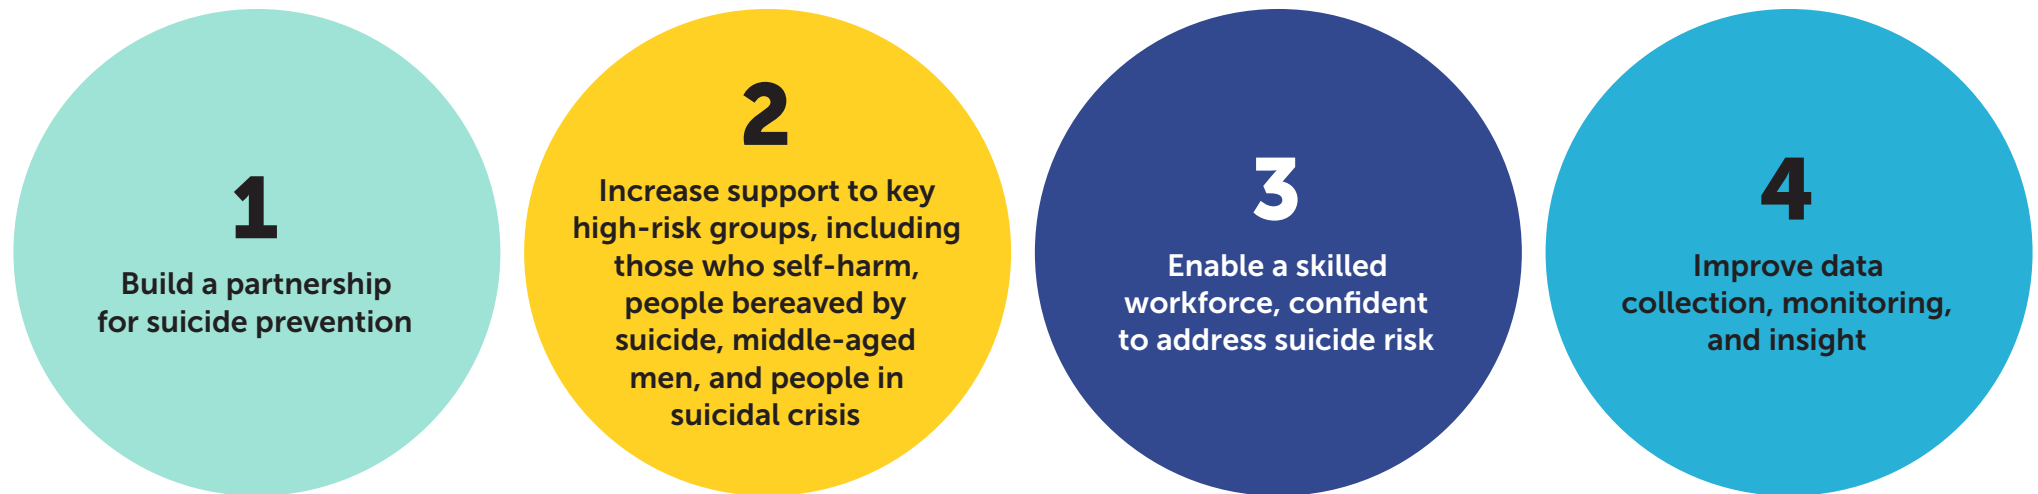 1
Build a partnership
for suicide prevention
2
Increase support to key
high-risk groups, including
those who self-harm,
people bereaved by
suicide, middle-aged
men, and people in
suicidal crisis
3
Enable a skilled
workforce, confident
to address suicide risk
4
Improve data
collection, monitoring,
and insight